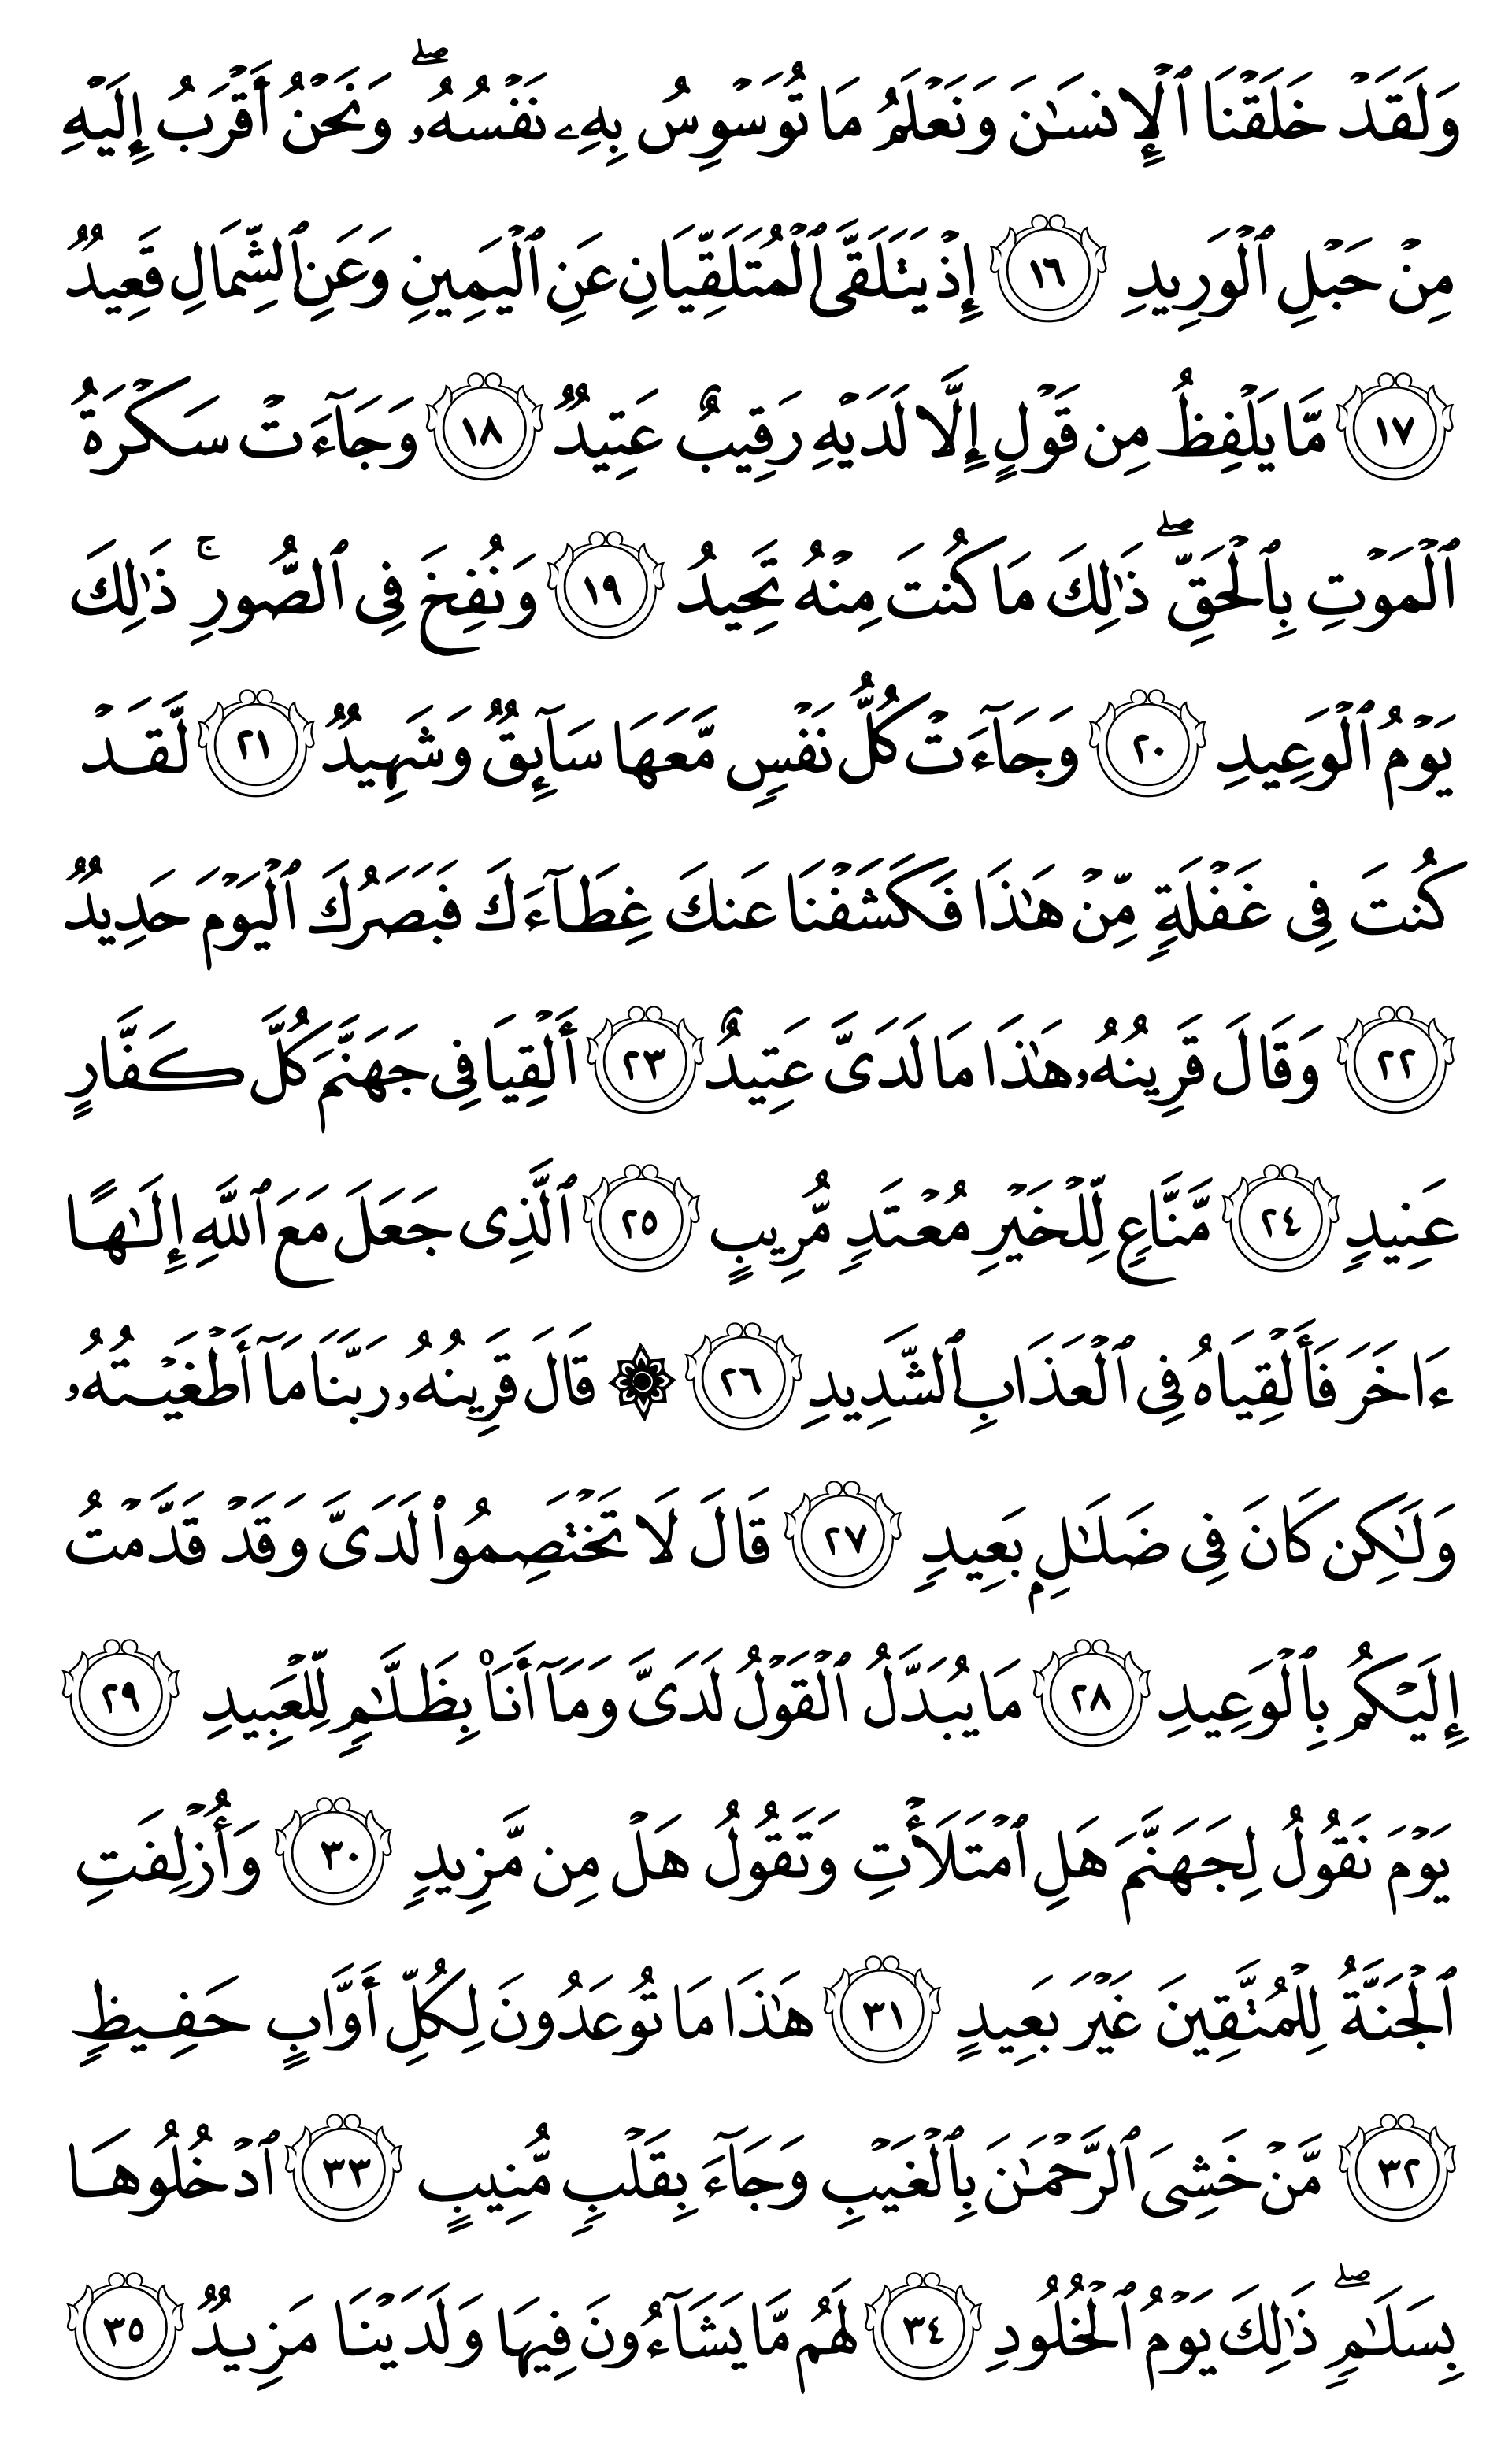 وَلَقَدْ خَلَقْنَا ٱلْإِنسَٰنَ وَنَعْلَمُ مَا تُوَسْوِسُ بِهِۦ نَفْسُهُۥ ۖ وَنَحْنُ أَقْرَبُ إِلَيْهِ
مِنْ حَبْلِ ٱلْوَرِيدِ ١٦ إِذْ يَتَلَقَّى ٱلْمُتَلَقِّيَانِ عَنِ ٱلْيَمِينِ وَعَنِ ٱلشِّمَالِ قَعِيدٌ
١٧ مَّا يَلْفِظُ مِن قَوْلٍ إِلَّا لَدَيْهِ رَقِيبٌ عَتِيدٌ ١٨ وَجَآءَتْ سَكْرَةُ
ٱلْمَوْتِ بِٱلْحَقِّ ۖ ذَٰلِكَ مَا كُنتَ مِنْهُ تَحِيدُ ١٩ وَنُفِخَ فِى ٱلصُّورِ ۚ ذَٰلِكَ
يَوْمُ ٱلْوَعِيدِ ٢٠ وَجَآءَتْ كُلُّ نَفْسٍ مَّعَهَا سَآئِقٌ وَشَهِيدٌ ٢١ لَّقَدْ
كُنتَ فِى غَفْلَةٍ مِّنْ هَٰذَا فَكَشَفْنَا عَنكَ غِطَآءَكَ فَبَصَرُكَ ٱلْيَوْمَ حَدِيدٌ
٢٢ وَقَالَ قَرِينُهُۥ هَٰذَا مَا لَدَىَّ عَتِيدٌ ٢٣ أَلْقِيَا فِى جَهَنَّمَ كُلَّ كَفَّارٍ
عَنِيدٍ ٢٤ مَّنَّاعٍ لِّلْخَيْرِ مُعْتَدٍ مُّرِيبٍ ٢٥ ٱلَّذِى جَعَلَ مَعَ ٱللَّهِ إِلَٰهًا
ءَاخَرَ فَأَلْقِيَاهُ فِى ٱلْعَذَابِ ٱلشَّدِيدِ ٢٦ ۞ قَالَ قَرِينُهُۥ رَبَّنَا مَآ أَطْغَيْتُهُۥ
وَلَٰكِن كَانَ فِى ضَلَٰلٍۭ بَعِيدٍ ٢٧ قَالَ لَا تَخْتَصِمُوا۟ لَدَىَّ وَقَدْ قَدَّمْتُ
إِلَيْكُم بِٱلْوَعِيدِ ٢٨ مَا يُبَدَّلُ ٱلْقَوْلُ لَدَىَّ وَمَآ أَنَا۠ بِظَلَّٰمٍ لِّلْعَبِيدِ ٢٩
يَوْمَ نَقُولُ لِجَهَنَّمَ هَلِ ٱمْتَلَأْتِ وَتَقُولُ هَلْ مِن مَّزِيدٍ ٣٠ وَأُزْلِفَتِ
ٱلْجَنَّةُ لِلْمُتَّقِينَ غَيْرَ بَعِيدٍ ٣١ هَٰذَا مَا تُوعَدُونَ لِكُلِّ أَوَّابٍ حَفِيظٍ
٣٢ مَّنْ خَشِىَ ٱلرَّحْمَٰنَ بِٱلْغَيْبِ وَجَآءَ بِقَلْبٍ مُّنِيبٍ ٣٣ ٱدْخُلُوهَا
بِسَلَٰمٍ ۖ ذَٰلِكَ يَوْمُ ٱلْخُلُودِ ٣٤ لَهُم مَّا يَشَآءُونَ فِيهَا وَلَدَيْنَا مَزِيدٌ ٣٥